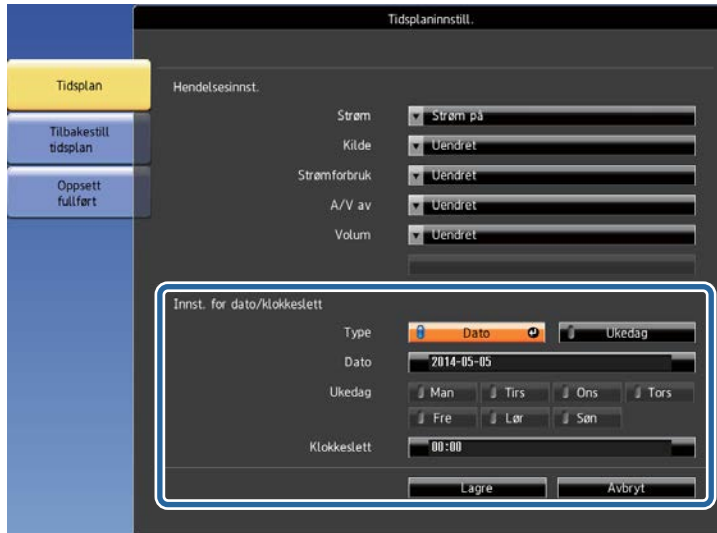 Tidsplaninnstill.
Tidsplan
Tilbakestill
tidsplan
Oppsett
fullført
Hendelsesinnst.
Strøm Strøm på
Kilde Uendret
Strømforbruk Uendret
A/V av Uendret
Volum Uendret
Innst. for dato/klokkeslett
Type Dato Ukedag
Dato 2014-05-05
Ukedag Man Tirs Ons Tors
Fre Lør Søn
Klokkeslett 00:00
Lagre Avbryt